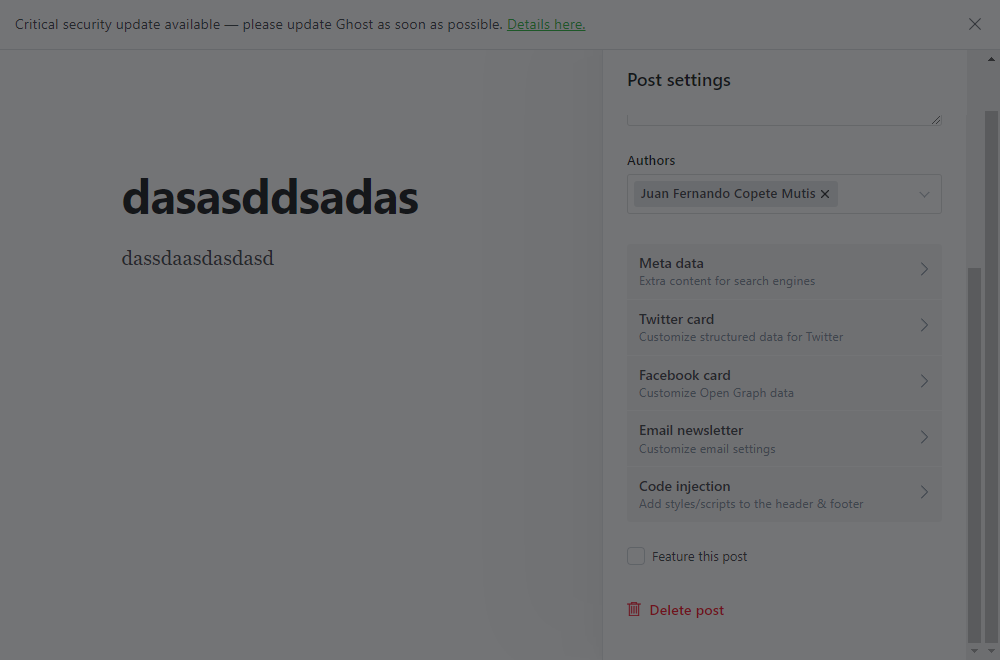 Critical security update available — please update Ghost as soon as possible. Details here.
Post settings
dasasddsadas
dassdaasdasdasd
Authors
Juan Fernando Copete Mutis
Meta data
Extra content for search engines
Twitter card
Customize structured data for Twitter
Facebook card
Customize Open Graph data
Email newsletter
Customize email settings
Code injection
Add styles/scripts to the header & footer
Feature this post
Delete post